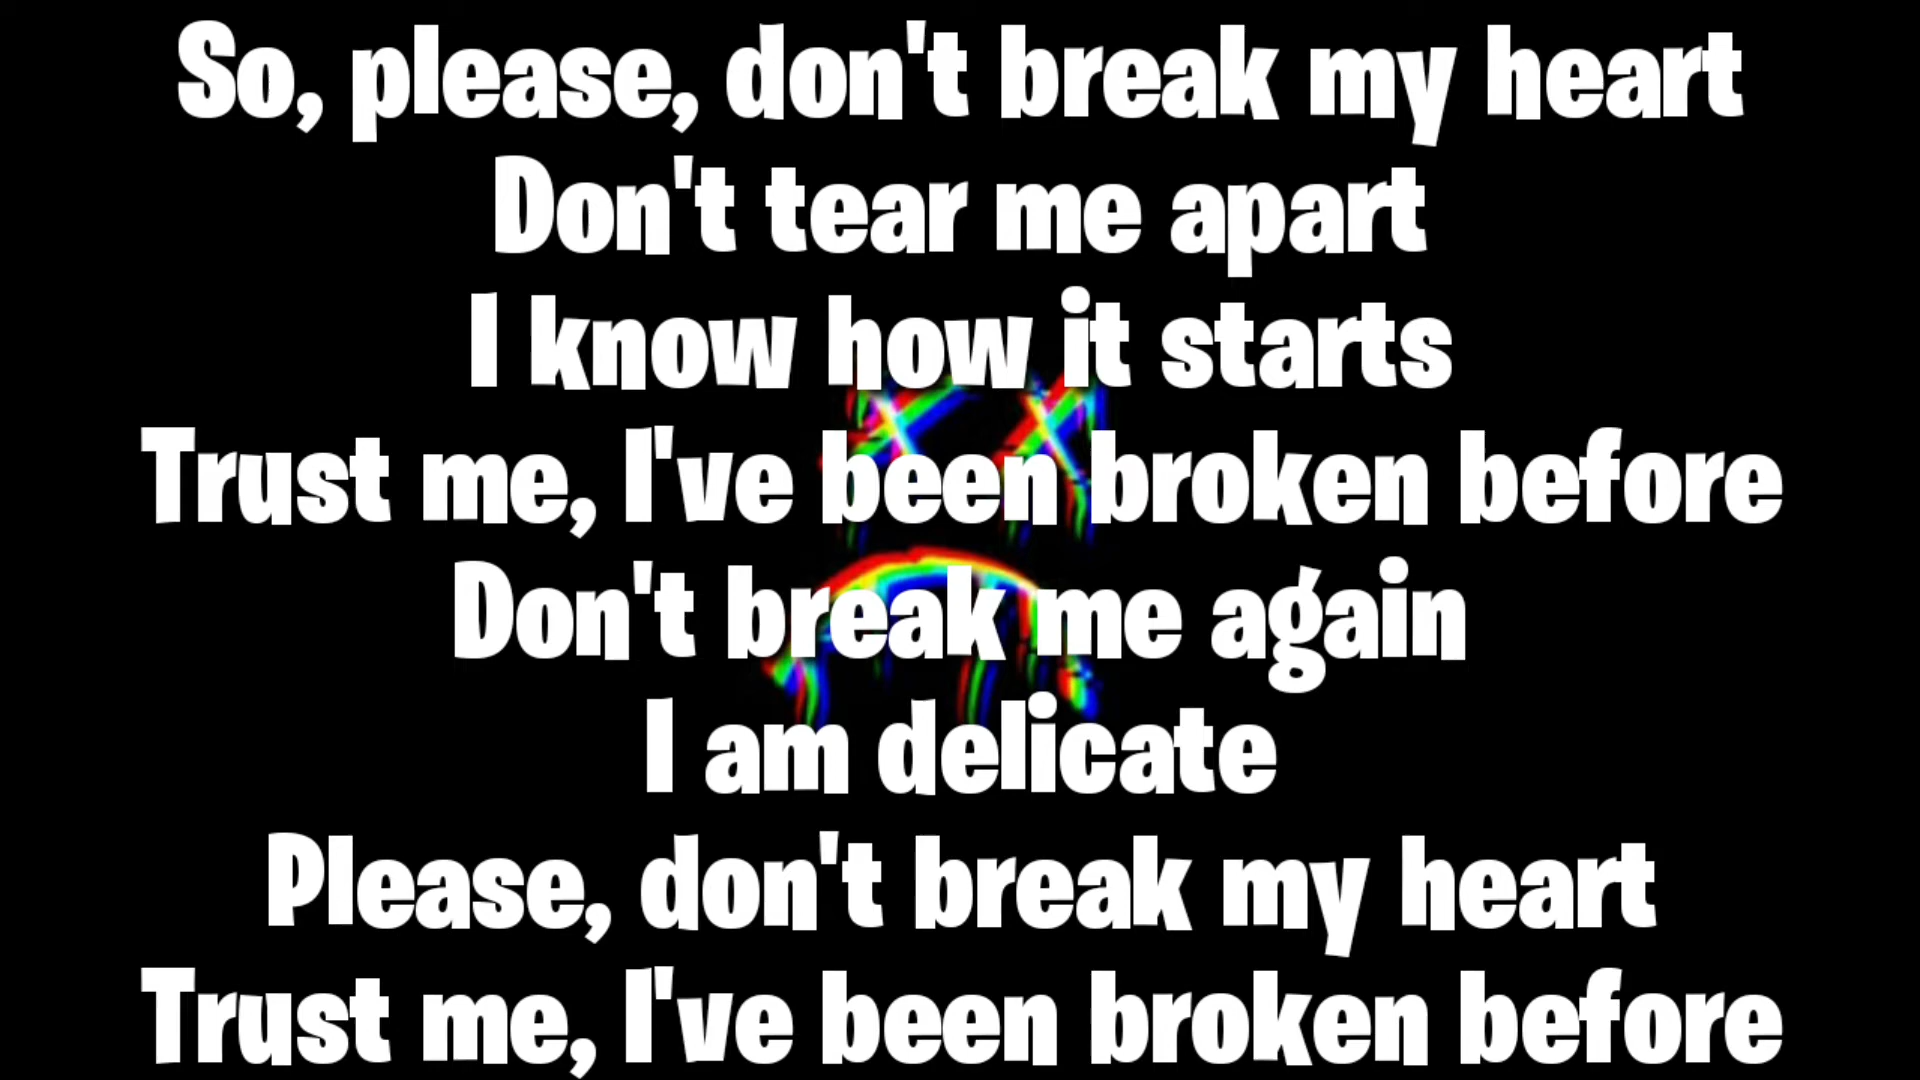 So, please, don't break my heart
Don't tear me apart
I know how it starts
Trust me, I've been broken before
Don't break me again
I am delicate
Please, don't break my heart
Trust me, I've been broken before